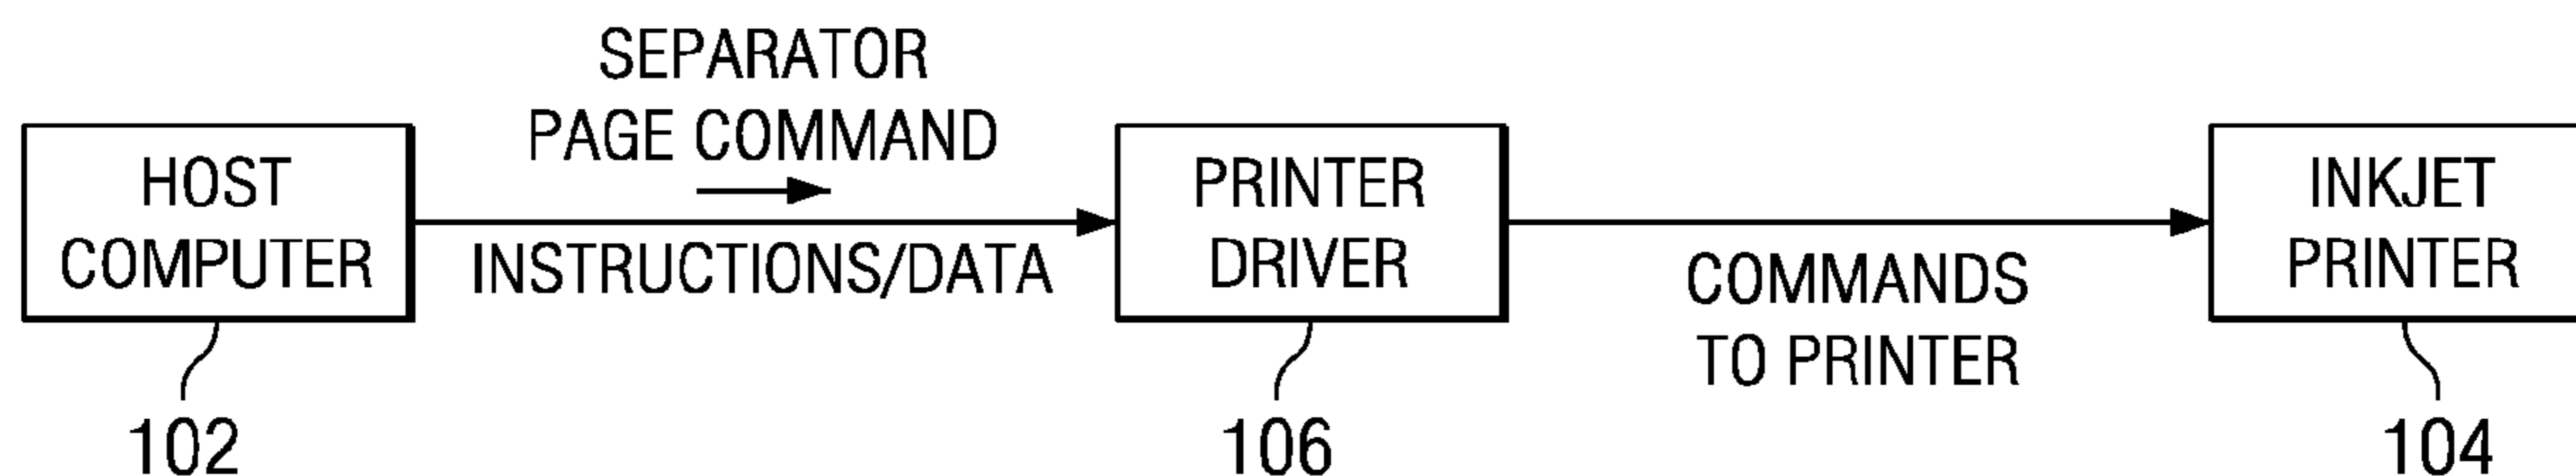 SEPARATOR
PAGE COMMAND
HOST
COMPUTER
INSTRUCTIONS/DATA
PRINTER
DRIVER
COMMANDS
TO PRINTER
INKJET
PRINTER
102
106
104